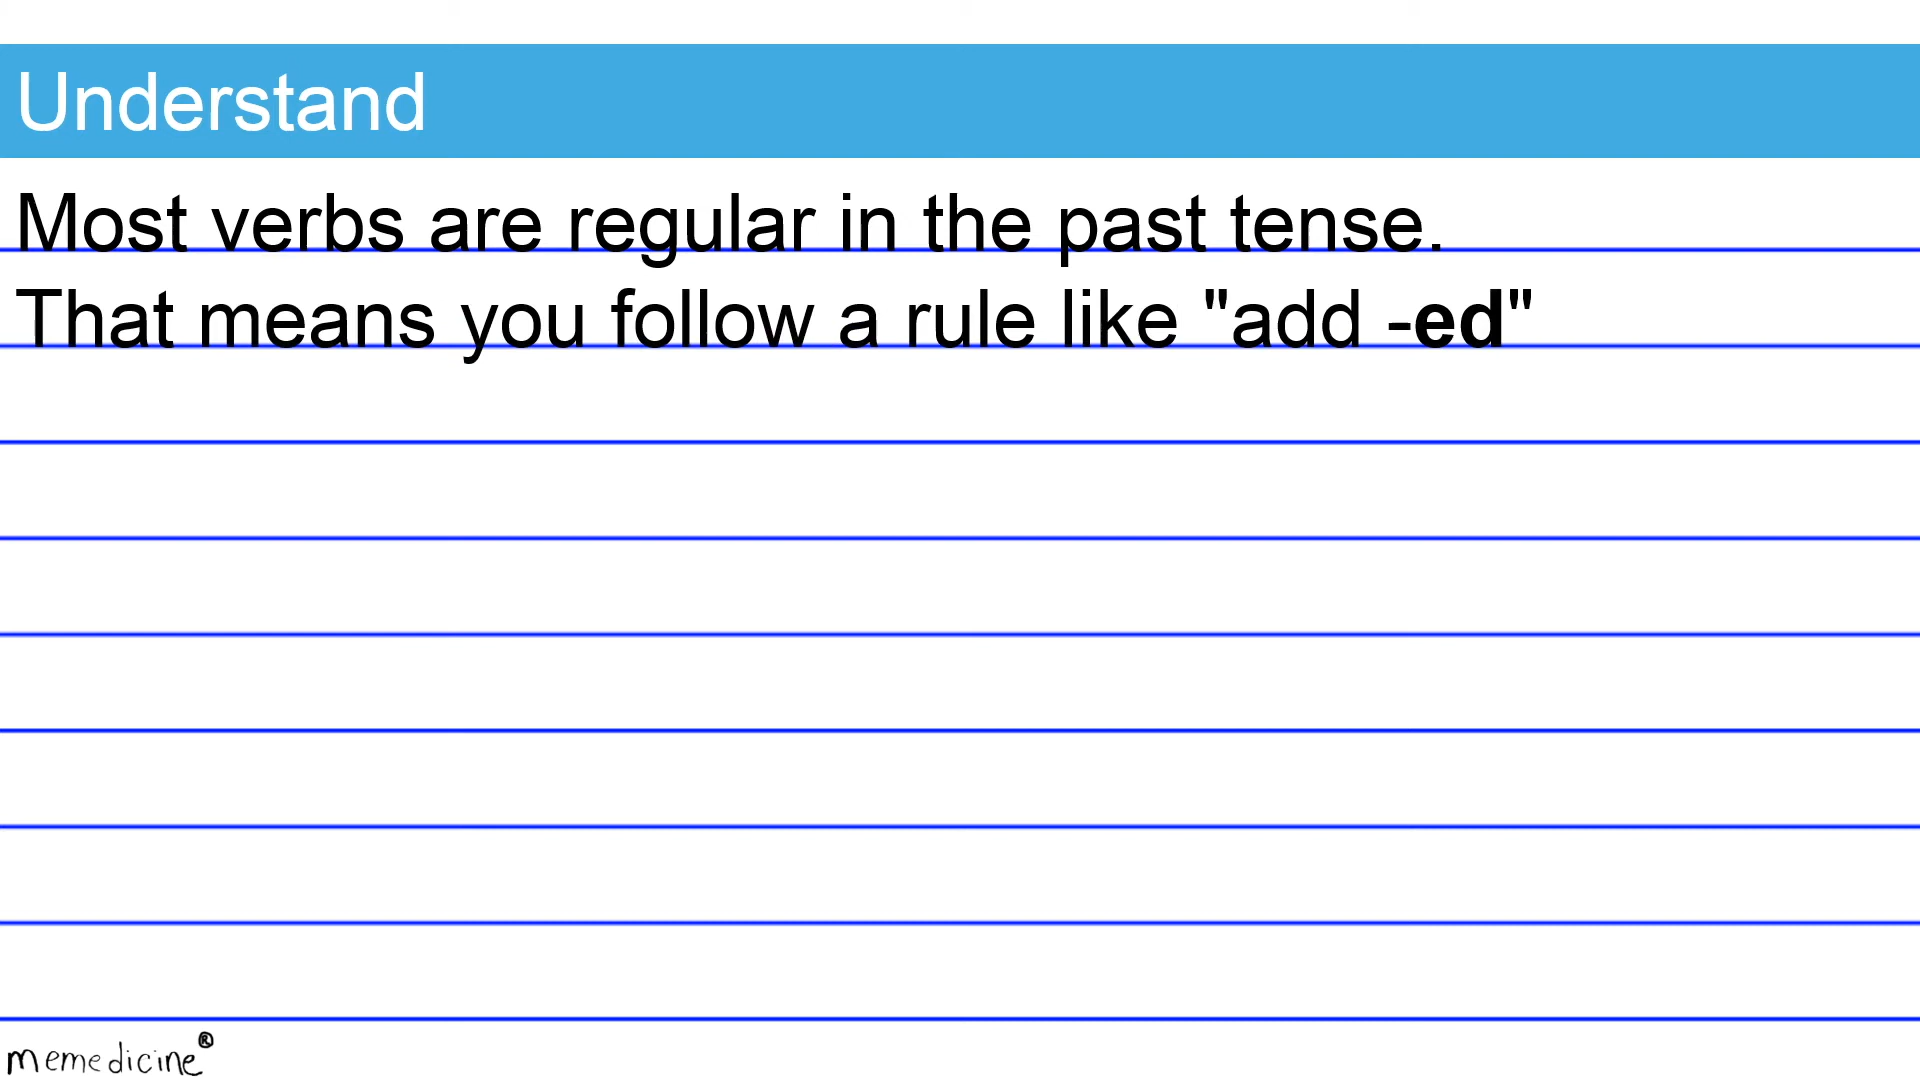 Understand
Most verbs are regular in the past tense.
That means you follow a rule like "add -ed"
memedicine®